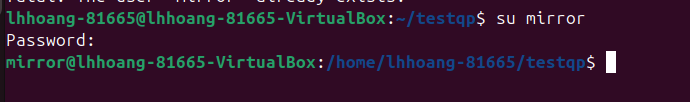 fatal: The user `mirror' already exists.
lhhoang-81665@lhhoang-81665-VirtualBox:~/testqp$ su mirror
Password:
mirror@lhhoang-81665-VirtualBox:/home/lhhoang-81665/testqp$